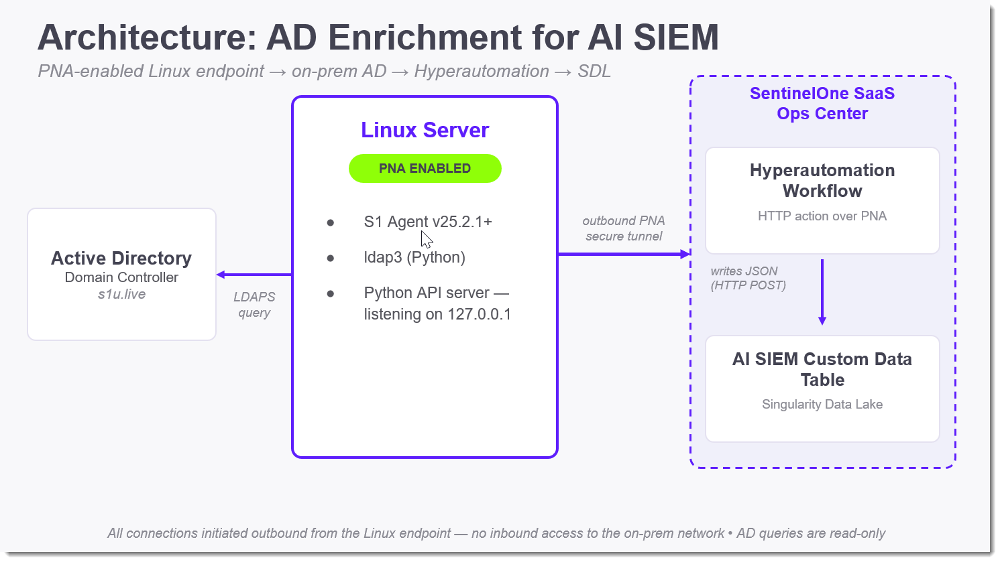 Architecture: AD Enrichment for AI SIEM
PNA-enabled Linux endpoint → on-prem AD → Hyperautomation → SDL
Active Directory
Domain Controller
s1u.live
LDAPS
query
Linux Server
PNA ENABLED
● S1 Agent v25.2.1+
● ldap3 (Python)
● Python API server —
listening on 127.0.0.1
outbound PNA
secure tunnel
SentinelOne SaaS
Ops Center
Hyperautomation
Workflow
HTTP action over PNA
writes JSON
(HTTP POST)
AI SIEM Custom Data
Table
Singularity Data Lake
All connections initiated outbound from the Linux endpoint — no inbound access to the on-prem network • AD queries are read-only